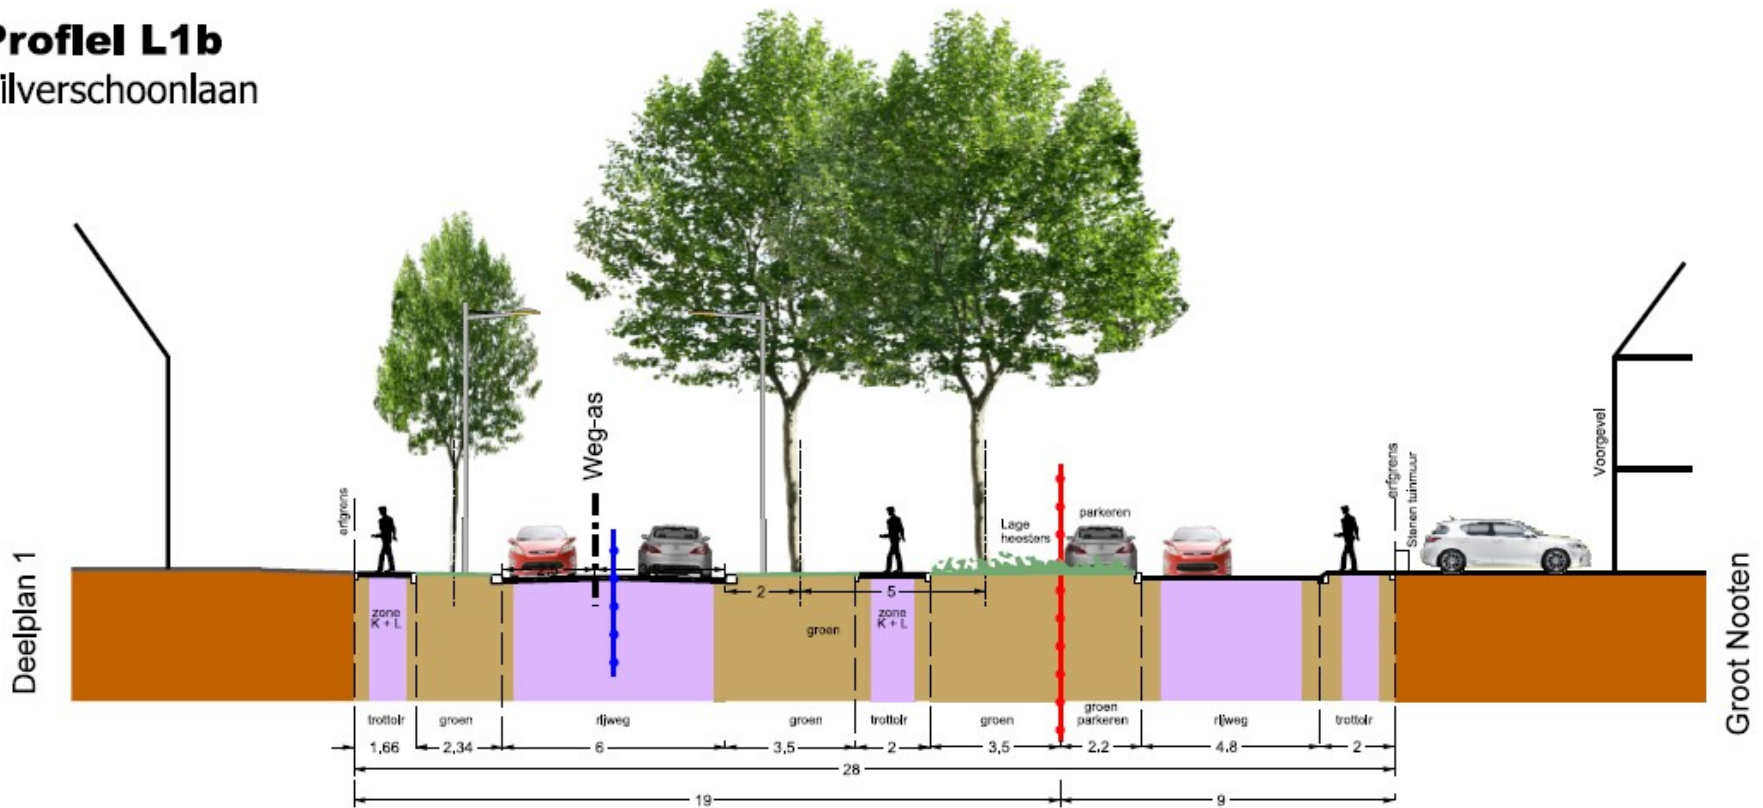 Profiel L1b
ilverschoonlaan
Deelplan 1
erfgrens
Weg-as
Lage
heesters
parkeren
erfgrens
Stenen tuinmuur
Voorgevel
Groot Nooten
2
5
zone
K + L
groen
zone
K + L
trottoir
groen
rijweg
groen
trottoir
groen
groen
parkeren
rijweg
trottoir
1,66
2,34
6
3,5
2
3,5
2.2
4.8
2
28
19
9